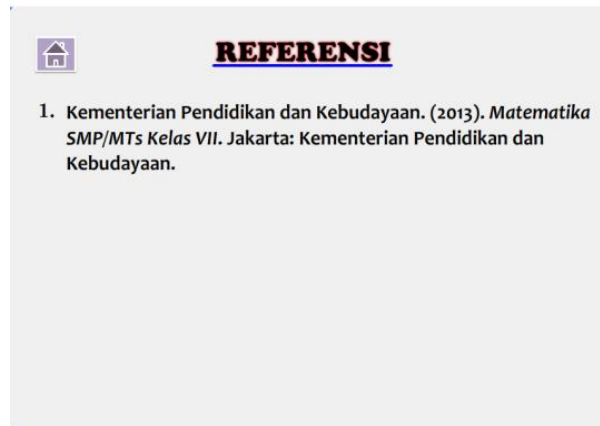 REFERENSI
1. Kementerian Pendidikan dan Kebudayaan. (2013). Matematika
SMP/MTs Kelas VII. Jakarta: Kementerian Pendidikan dan
Kebudayaan.